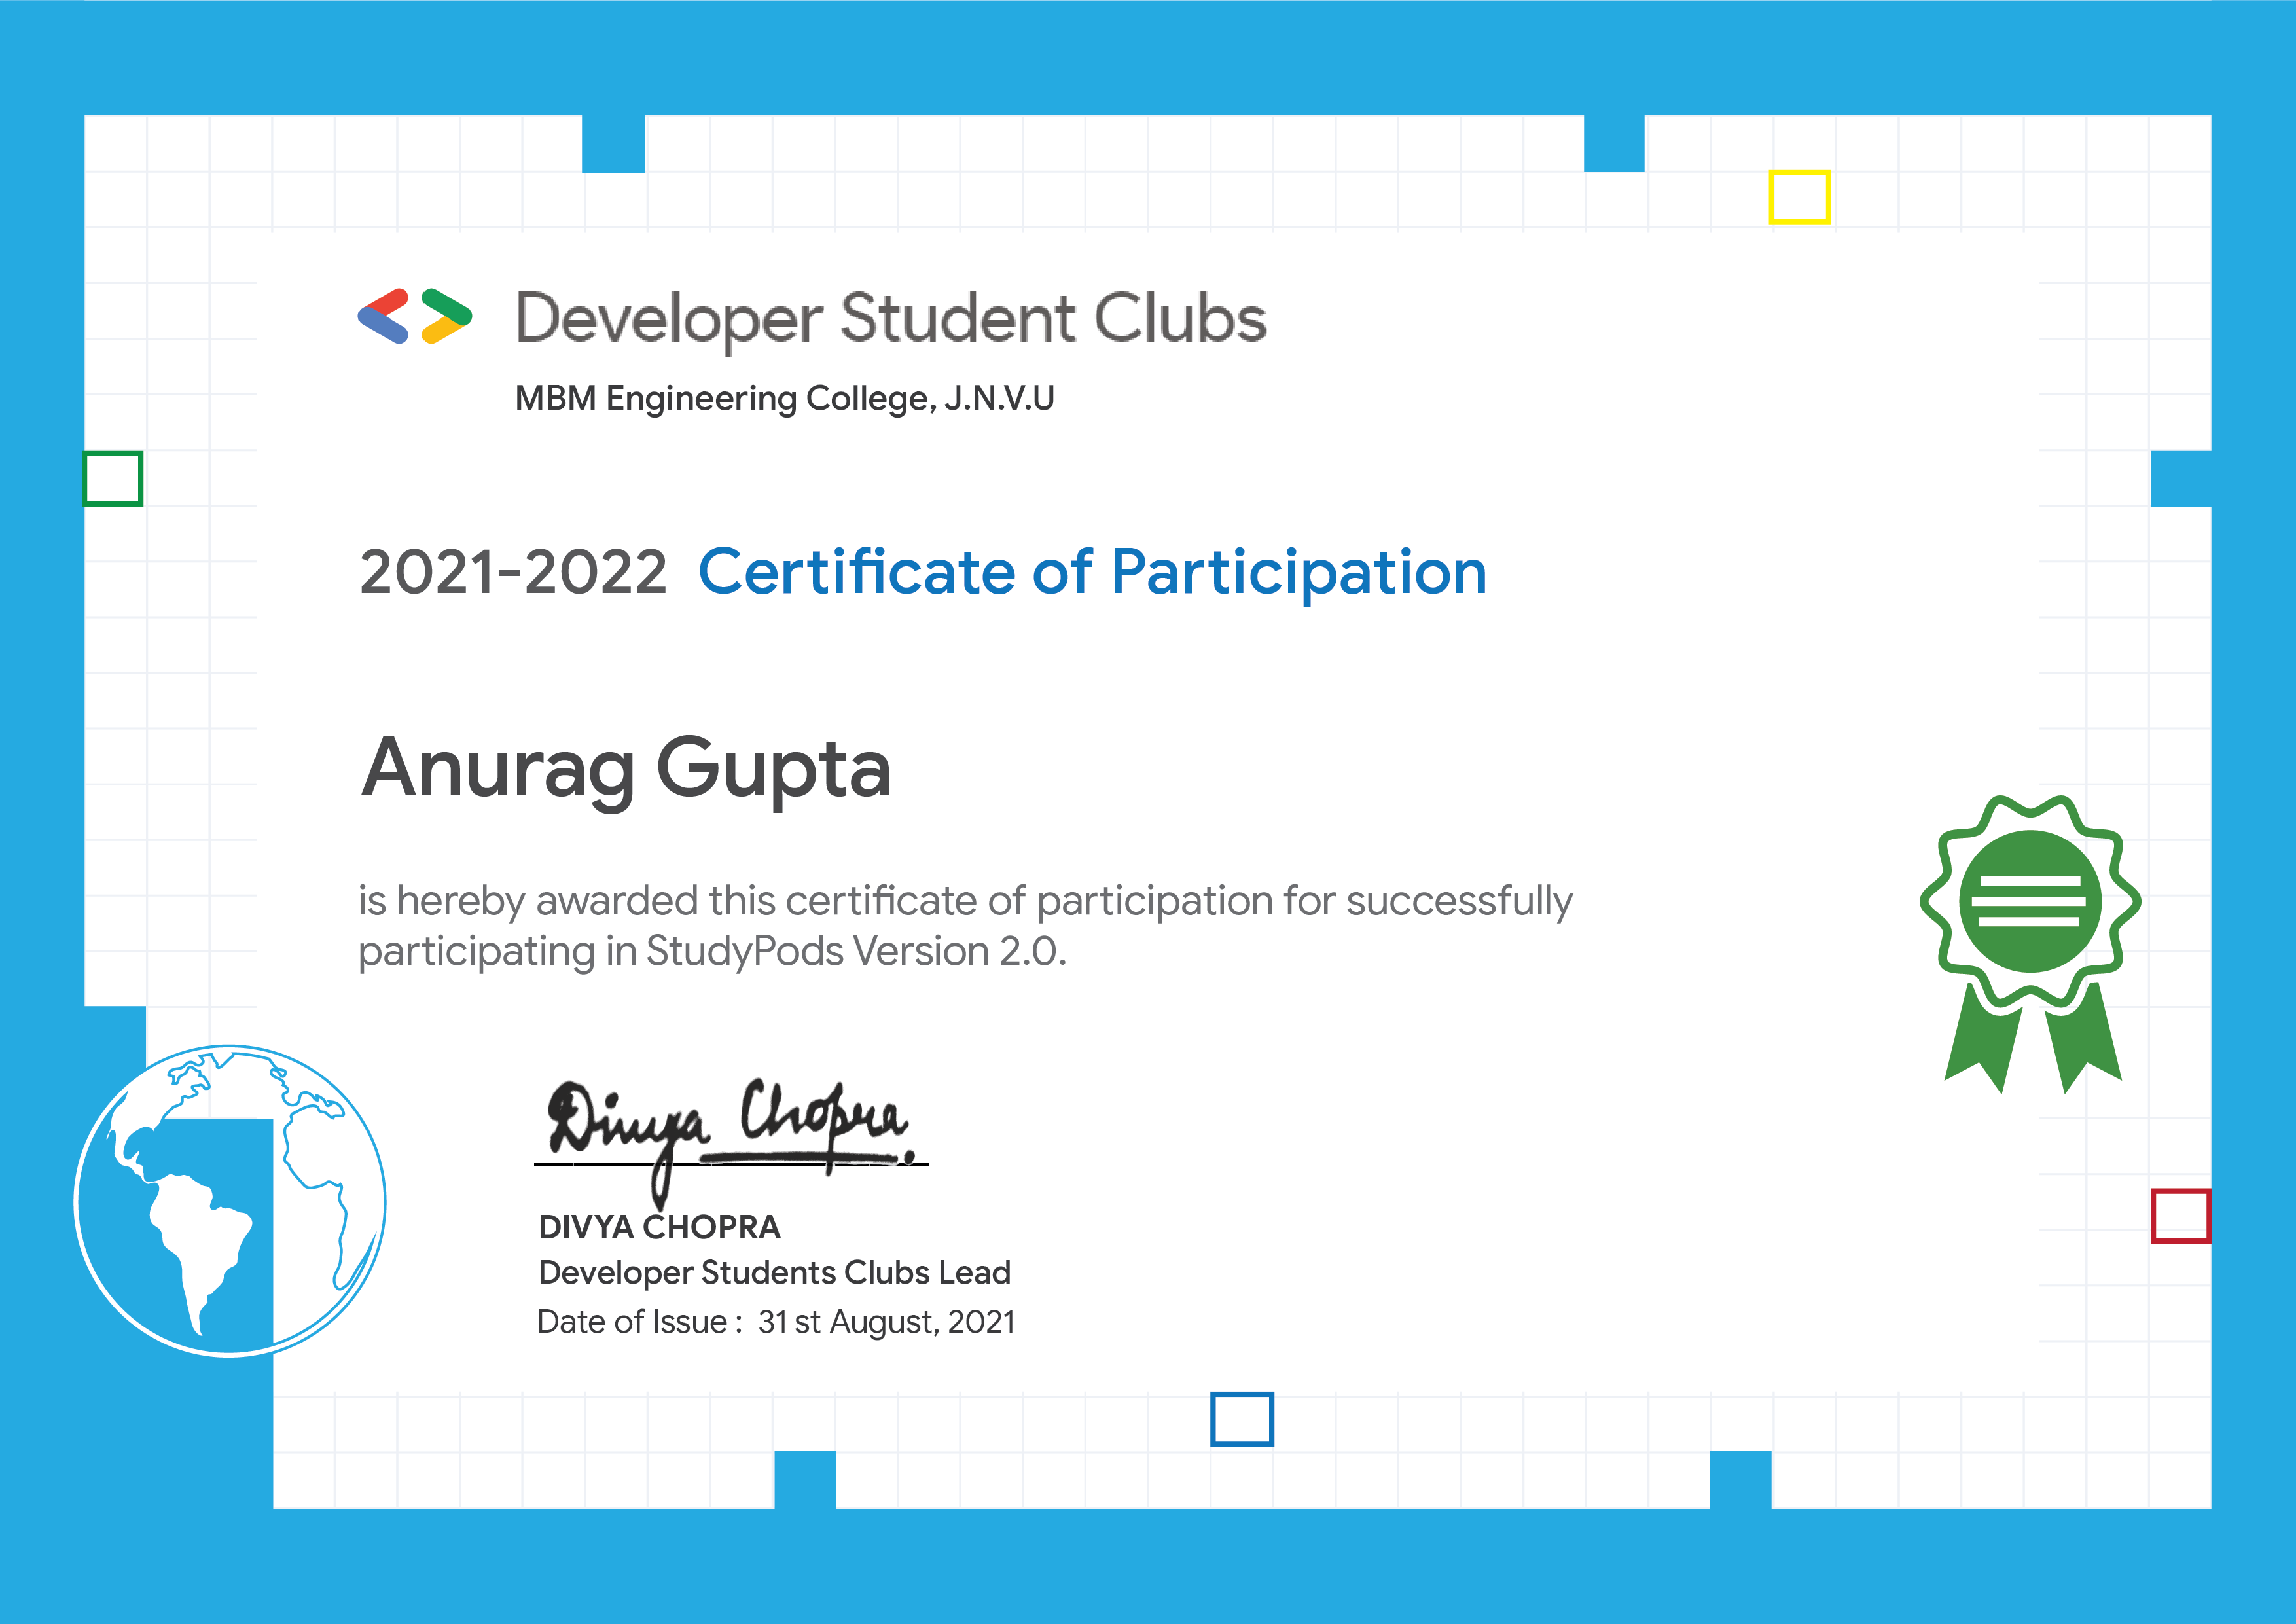 Developer Student Clubs
MBM Engineering College, J.N.V.U
2021-2022 Certificate of Participation
Anurag Gupta
is hereby awarded this certificate of participation for successfully
participating in StudyPods Version 2.0.
Divya Chopra
DIVYA CHOPRA
Developer Students Clubs Lead
Date of Issue : 31 st August, 2021